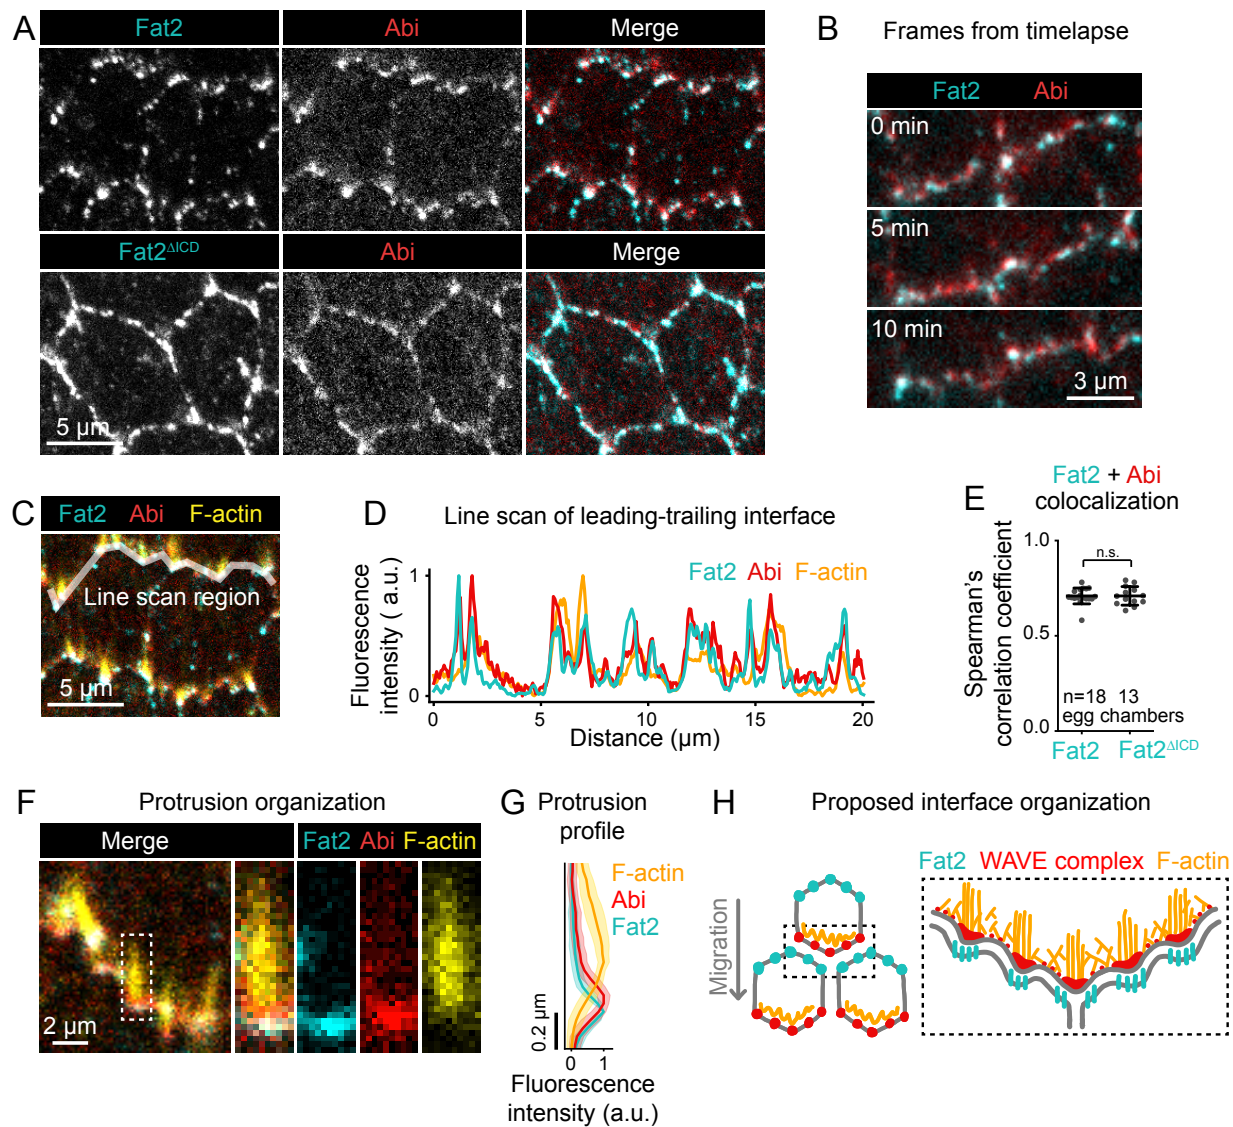 A
Fat2
Abi
Merge
Fat2ΔICD
Abi
Merge
5 µm
B
Frames from timelapse
Fat2
Abi
0 min
5 min
10 min
3 µm
C
Fat2 Abi F-actin
Line scan region
5 µm
D
Line scan of leading-trailing interface
Fat2 Abi F-actin
Fluorescence
intensity ( a.u.)
1
0
0
5
10
15
20
Distance (µm)
E
Fat2 + Abi
colocalization
Spearman's
correlation coefficient
1.0
0.5
0.0
n.s.
n=18 13
egg chambers
Fat2
Fat2ΔICD
F
Protrusion organization
Merge
Fat2 Abi F-actin
2 µm
G
Protrusion
profile
F-actin
Abi
Fat2
0.2 µm
0 1
Fluorescence
intensity (a.u.)
H
Proposed interface organization
Migration
Fat2 WAVE complex F-actin